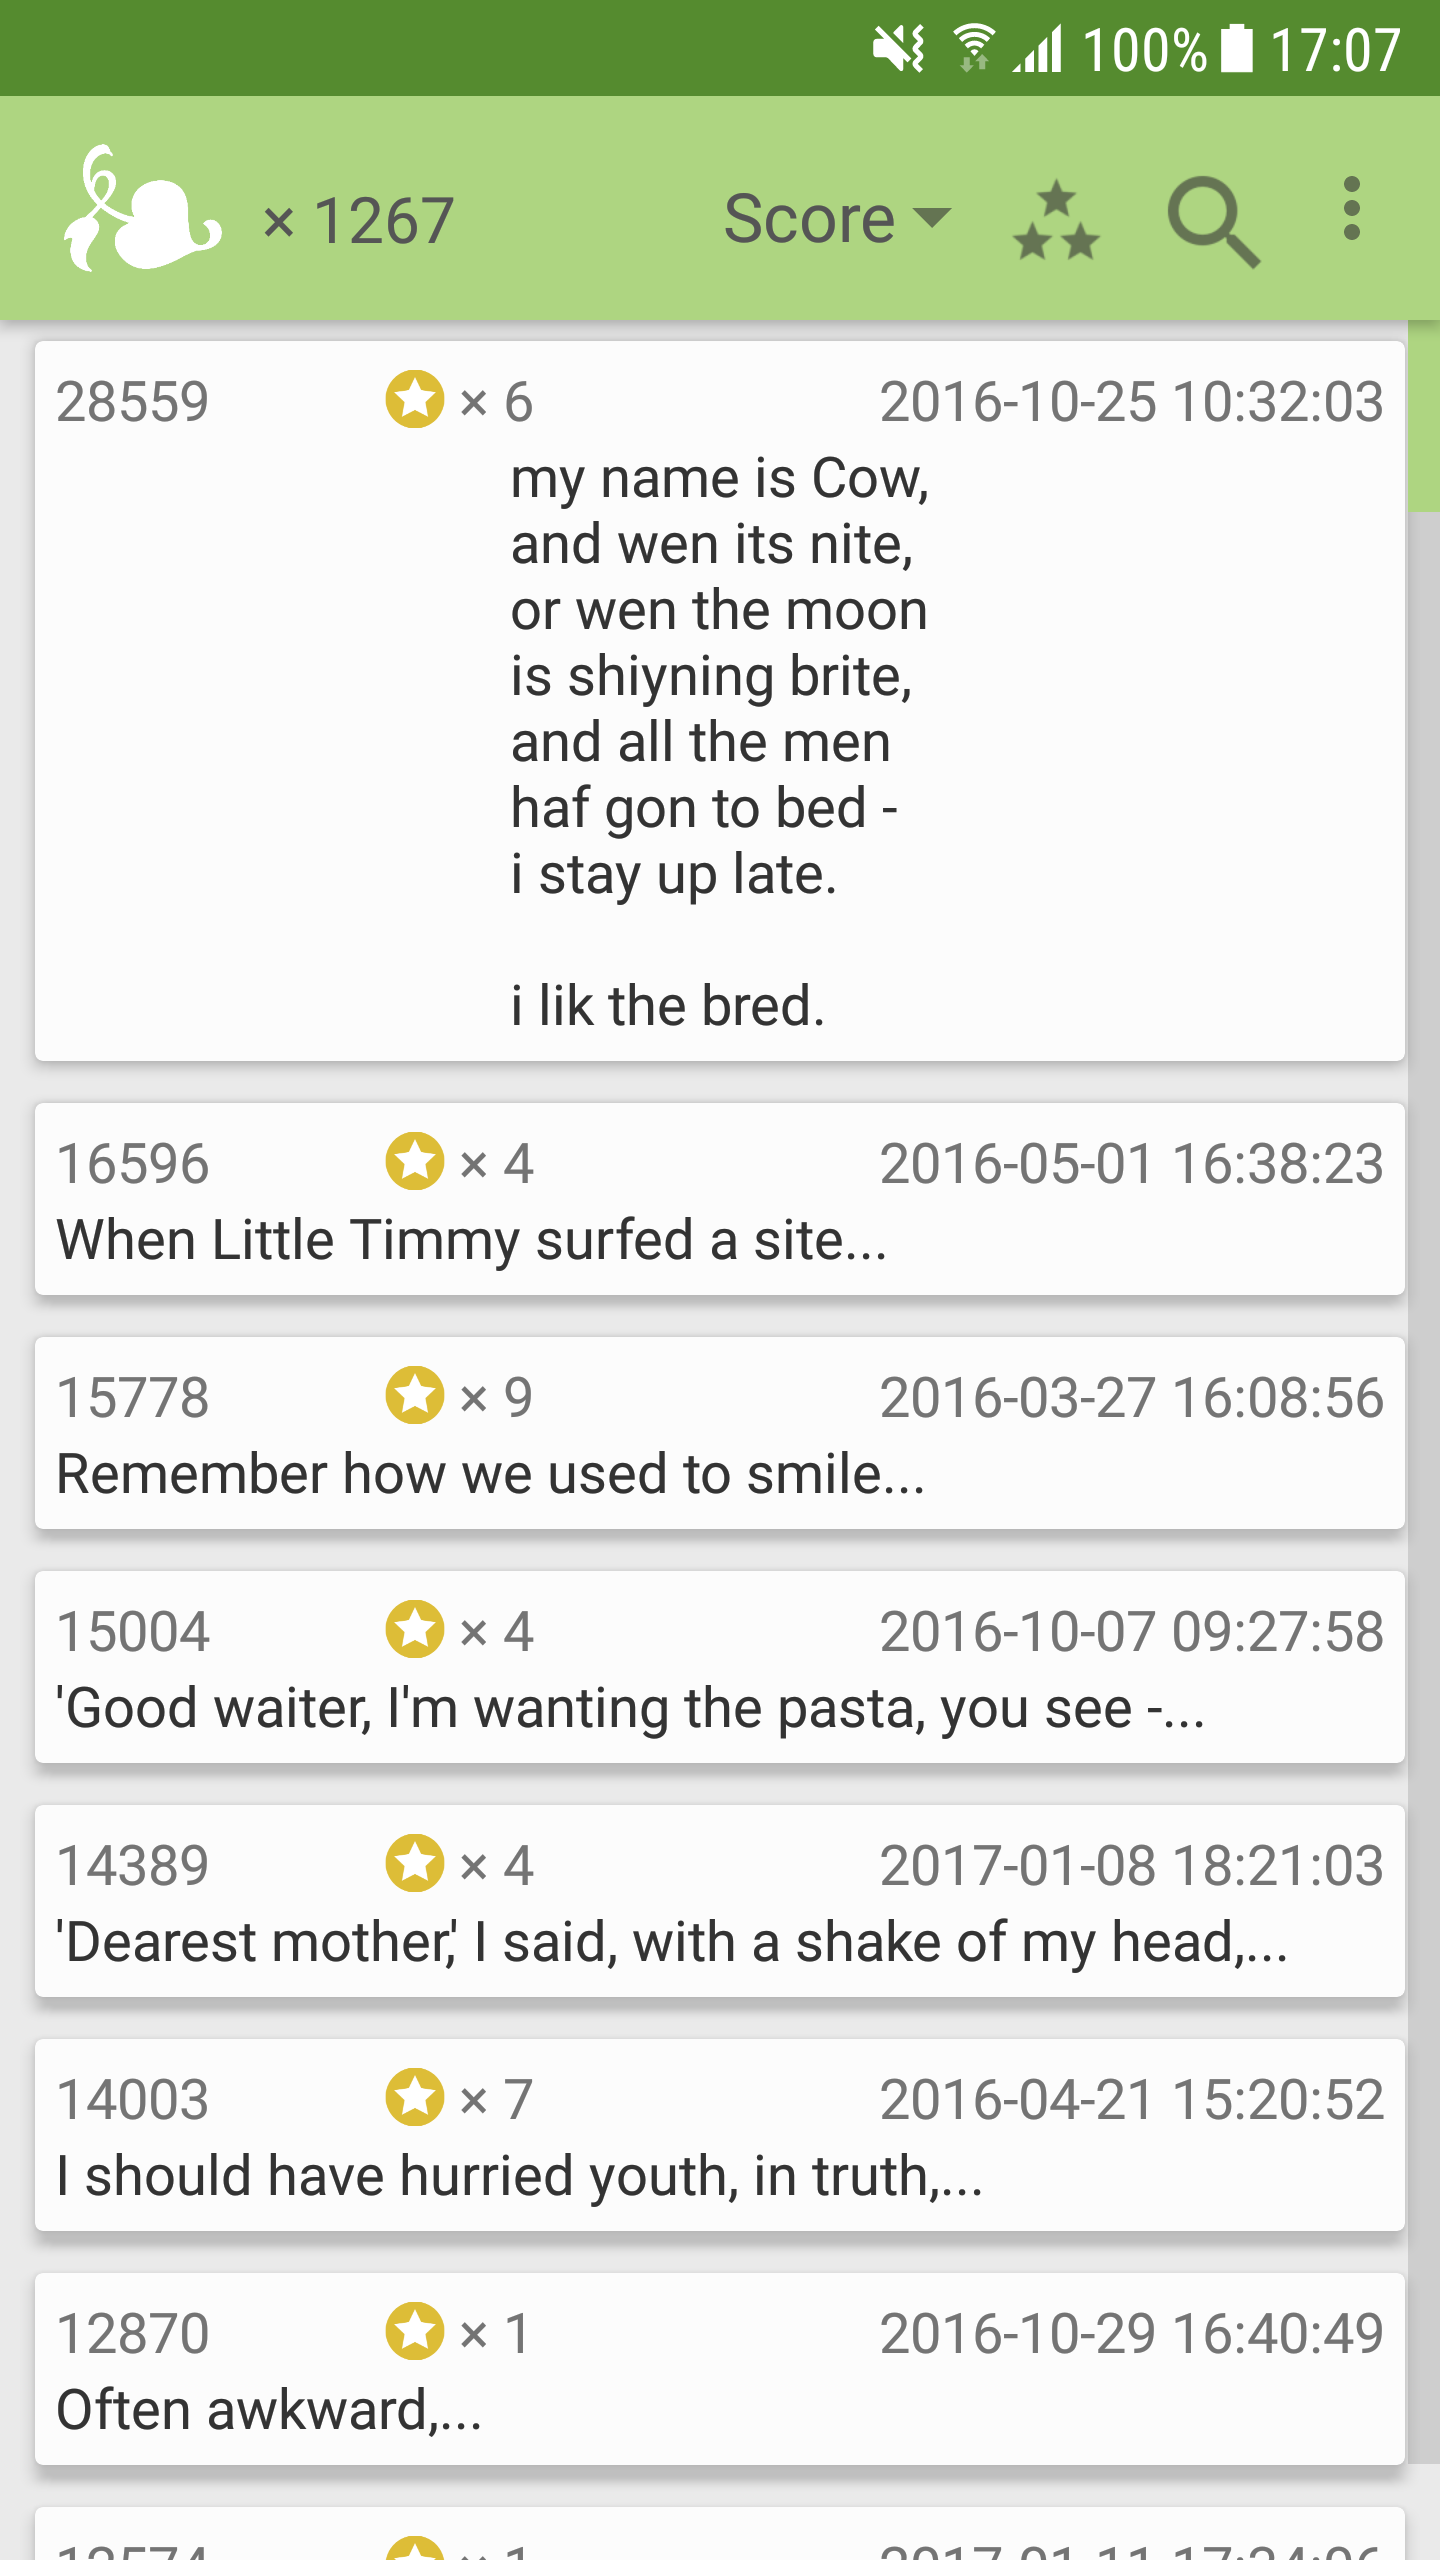 100% 17:07
× 1267 Score
28559 × 6 2016-10-25 10:32:03
my name is Cow,
and wen its nite,
or wen the moon
is shiyning brite,
and all the men
haf gon to bed -
i stay up late.
i lik the bred.
16596 × 4 2016-05-01 16:38:23
When Little Timmy surfed a site...
15778 × 9 2016-03-27 16:08:56
Remember how we used to smile...
15004 × 4 2016-10-07 09:27:58
'Good waiter, I'm wanting the pasta, you see -...
14389 × 4 2017-01-08 18:21:03
'Dearest mother,' I said, with a shake of my head,...
14003 × 7 2016-04-21 15:20:52
I should have hurried youth, in truth,...
12870 × 1 2016-10-29 16:40:49
Often awkward,...